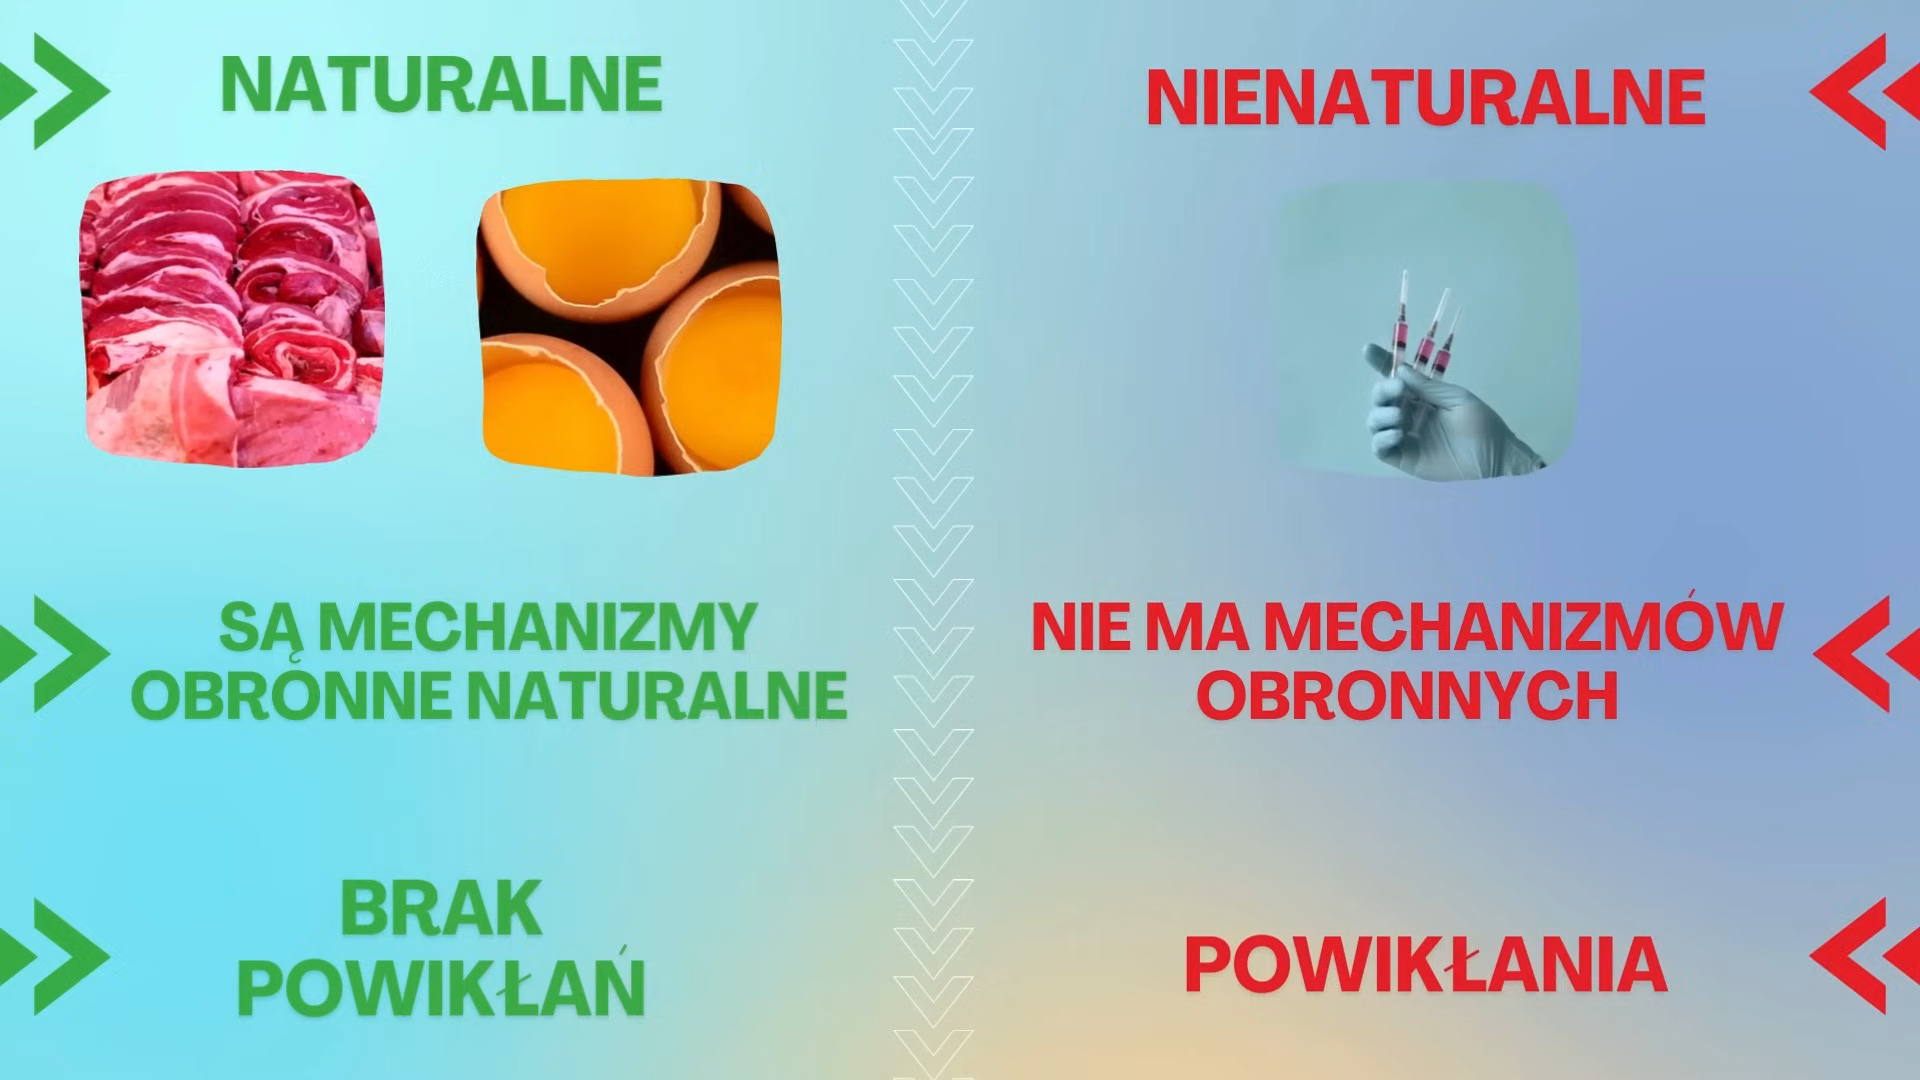 NATURALNE
NIENATURALNE
SĄ MECHANIZMY
OBRONNE NATURALNE
NIE MA MECHANIZMÓW
OBRONNYCH
BRAK
POWIKŁAŃ
POWIKŁANIA